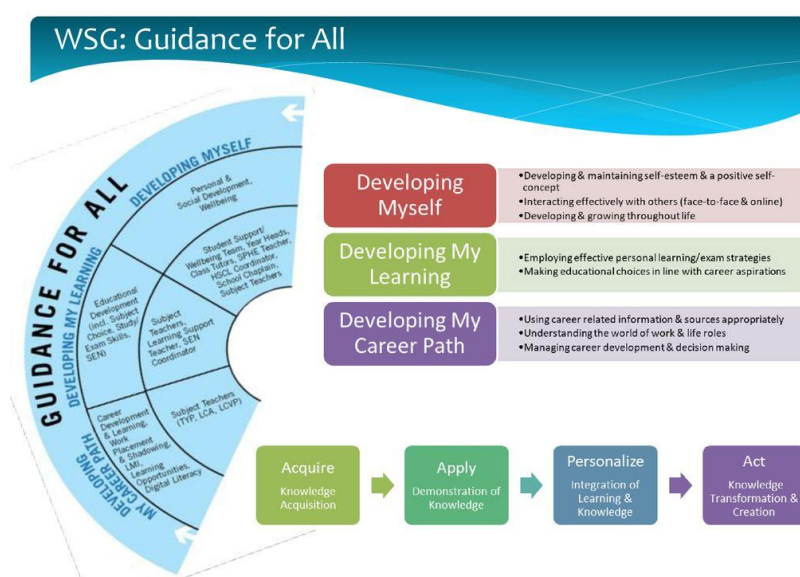 WSG: Guidance for All
GUIDANCE FOR ALL
DEVELOPING MYSELF
Personal &
Social Development,
Wellbeing
Student Support/
Wellbeing Team, Year Heads,
Class Tutors, SPHE Teacher,
HSCL Coordinator,
School Chaplain,
Subject Teachers
DEVELOPING MY LEARNING
Educational
Development
(incl. Subject
Choice, Study/
Exam Skills,
SEN)
Subject
Teachers,
Learning Support
Teacher, SEN
Coordinator
DEVELOPING
MY CAREER PATH
Career
Development
& Learning,
Work
Placement
& Shadowing,
LMI,
Learning
Opportunities,
Digital Literacy
Subject Teachers
(TYP, LCA, LCVP)
Developing
Myself
•Developing & maintaining self-esteem & a positive self-
concept
•Interacting effectively with others (face-to-face & online)
•Developing & growing throughout life
Developing My
Learning
•Employing effective personal learning/exam strategies
•Making educational choices in line with career aspirations
Developing My
Career Path
•Using career related information & sources appropriately
•Understanding the world of work & life roles
•Managing career development & decision making
Acquire
Knowledge
Acquisition
Apply
Demonstration of
Knowledge
Personalize
Integration of
Learning &
Knowledge
Act
Knowledge
Transformation &
Creation